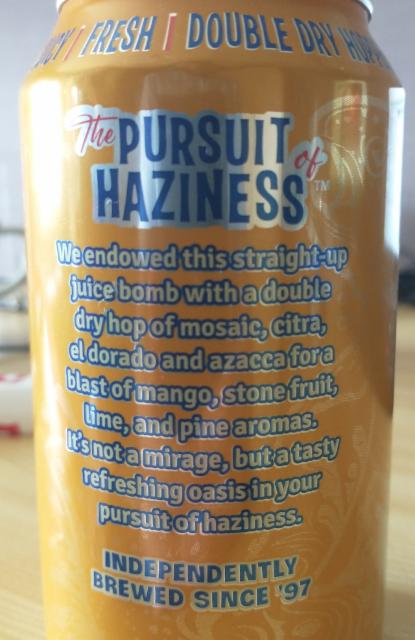 FRESH | DOUBLE DRY
The PURSUIT of
HAZINESS™
We endowed this straight-up
juice bomb with a double
dry hop of mosaic, citra,
el dorado and azacca for a
blast of mango, stone fruit,
lime, and pine aromas.
It's not a mirage, but a tasty
refreshing oasis in your
pursuit of haziness.
INDEPENDENTLY
BREWED SINCE '97